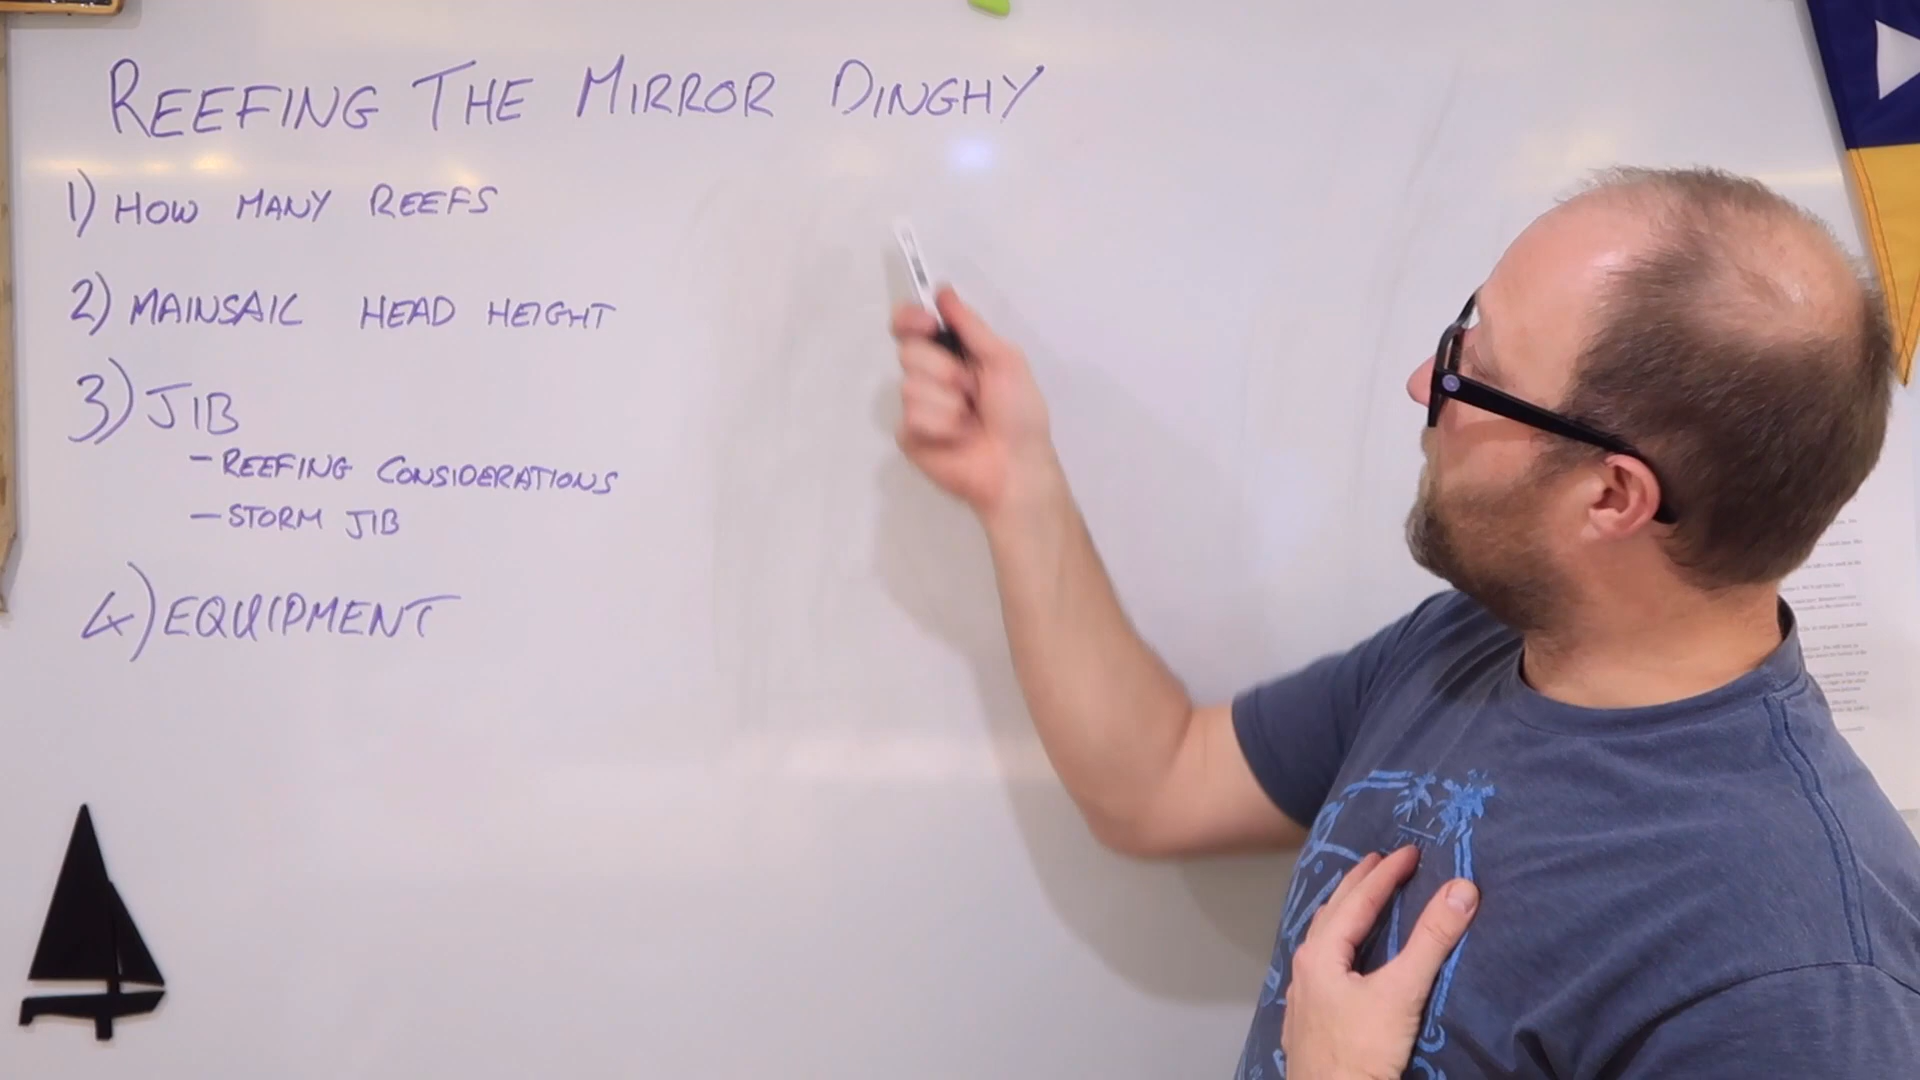 REEFING THE MIRROR DINGHY
1) HOW MANY REEFS
2) MAINSAIL HEAD HEIGHT
3) JIB
- REEFING CONSIDERATIONS
- STORM JIB
4) EQUIPMENT